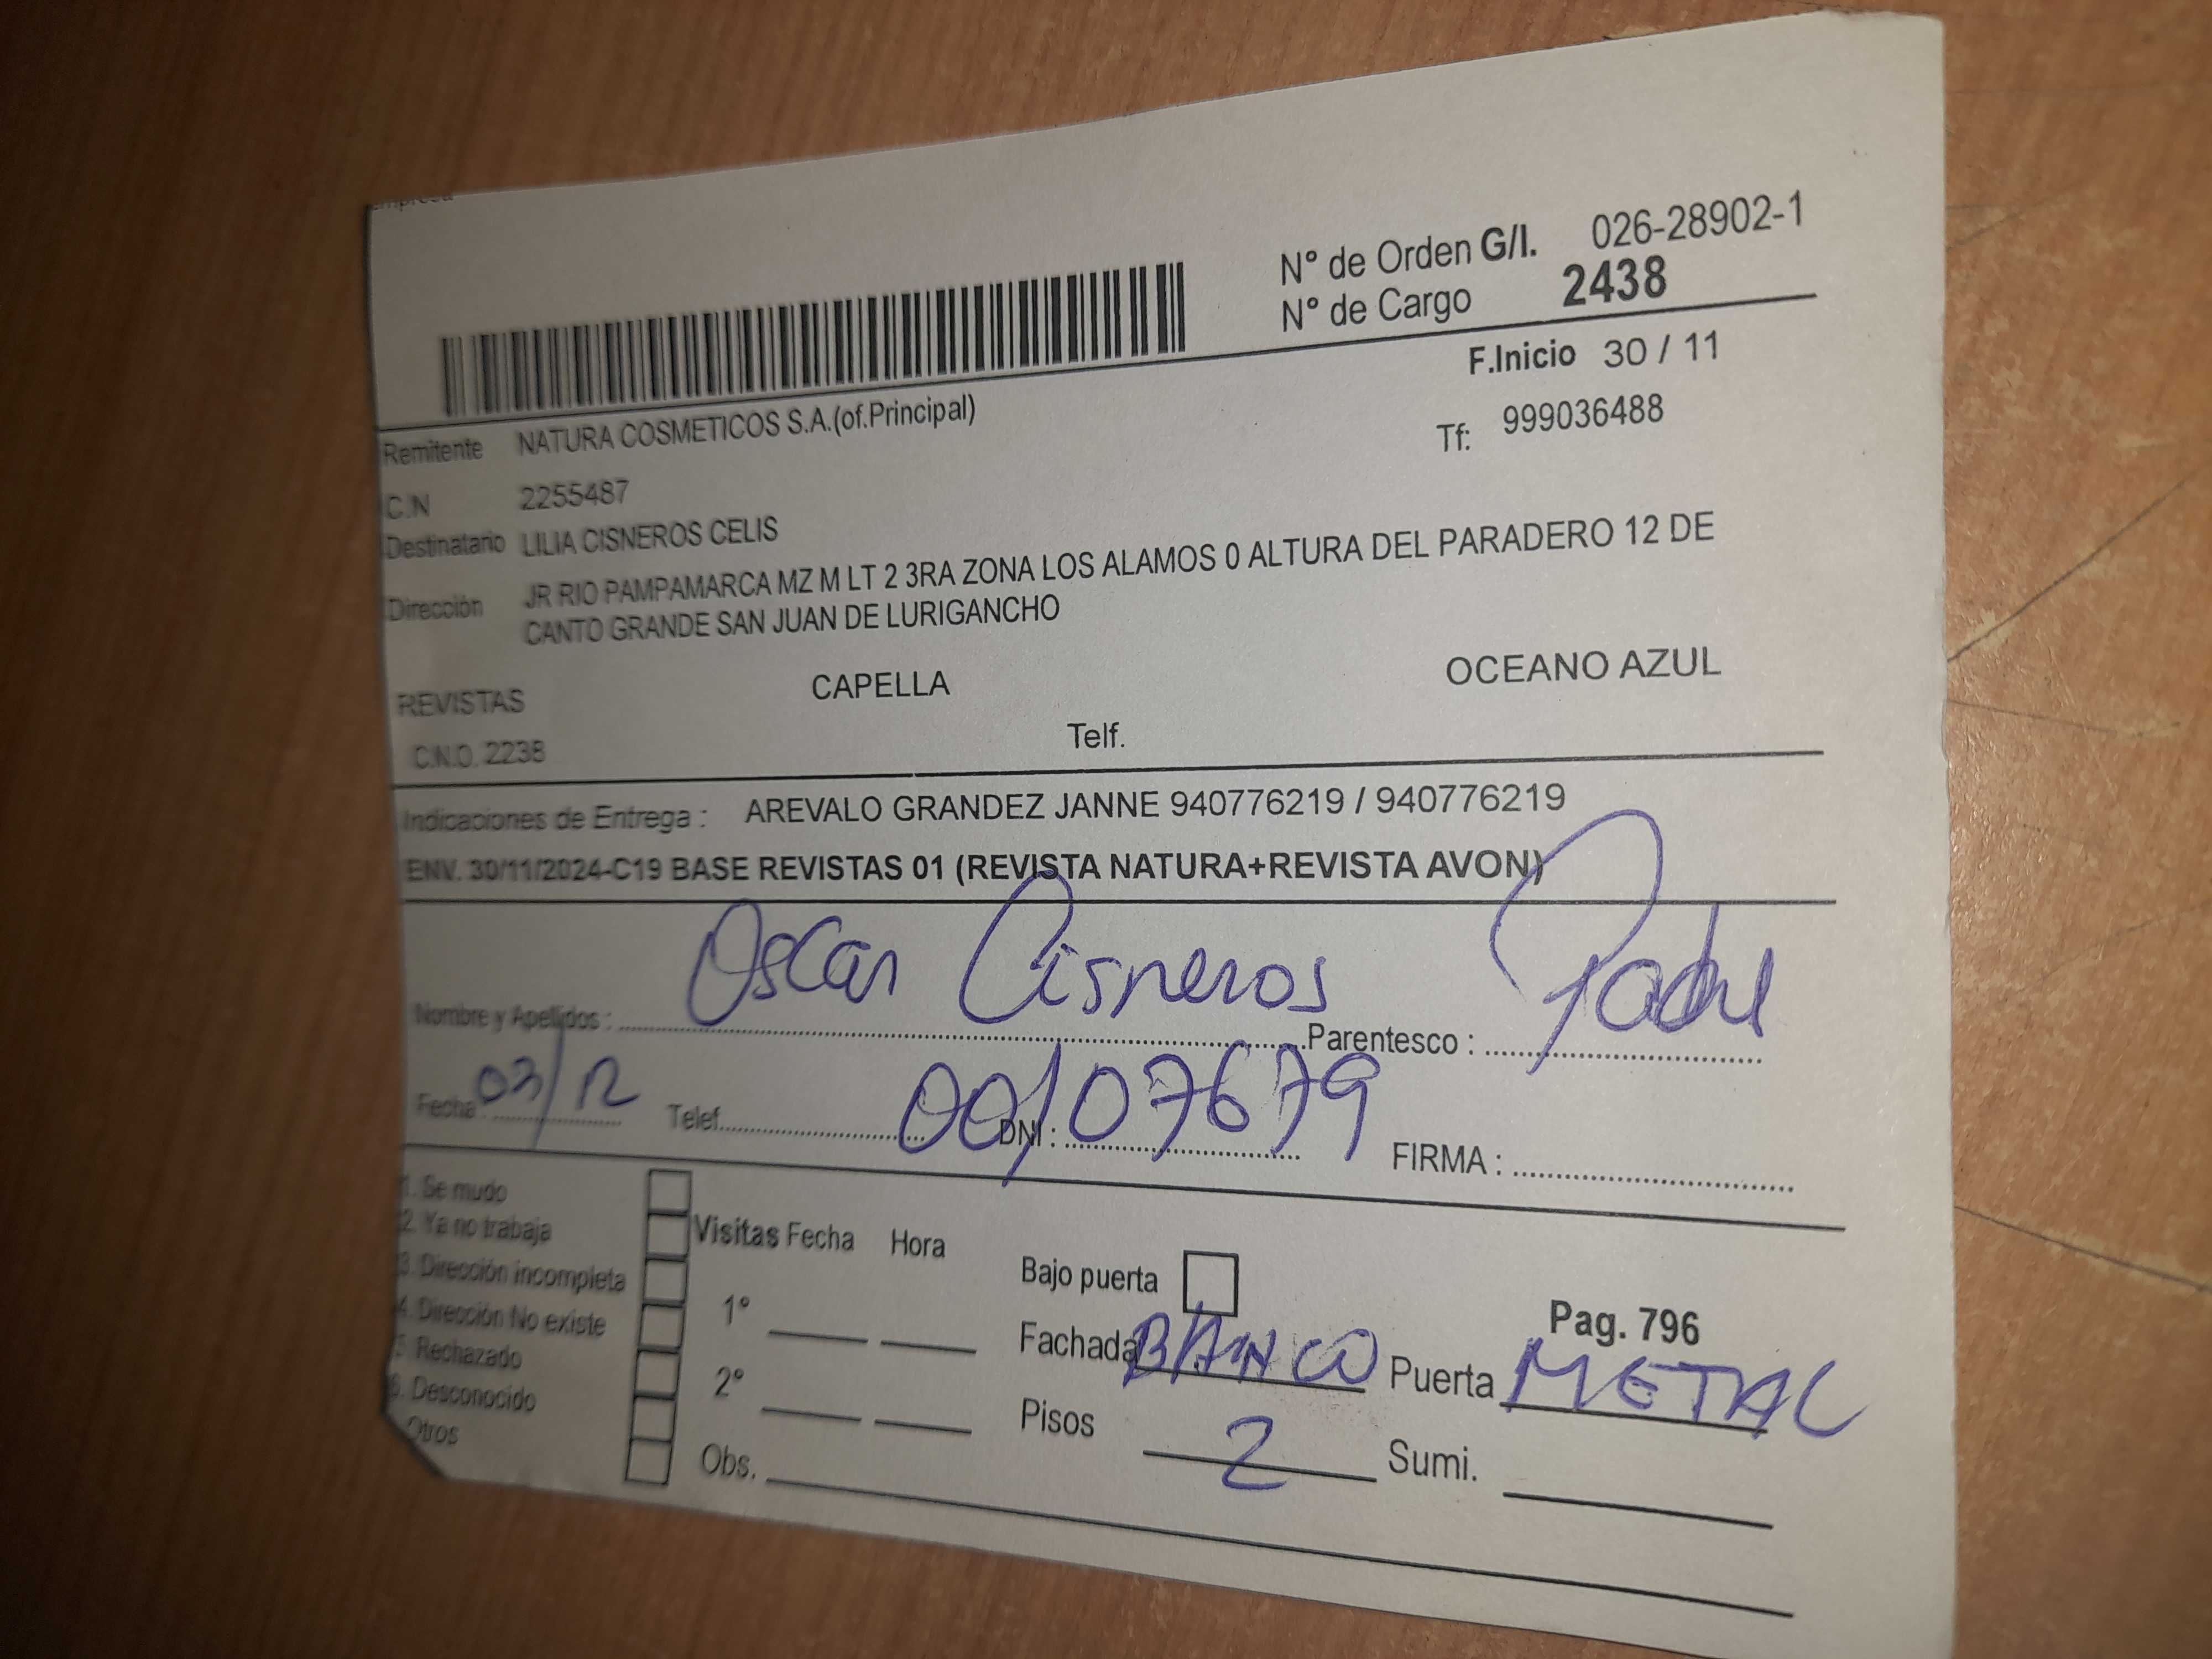 N° de Orden G/I. 026-28902-1
N° de Cargo 2438
F.Inicio 30 / 11
Remitente NATURA COSMETICOS S.A.(of.Principal)
Tf: 999036488
C.N 2255487
Destinatario LILIA CISNEROS CELIS
Dirección JR RIO PAMPAMARCA MZ M LT 2 3RA ZONA LOS ALAMOS 0 ALTURA DEL PARADERO 12 DE
CANTO GRANDE SAN JUAN DE LURIGANCHO
REVISTAS CAPELLA OCEANO AZUL
C.N.O. 2238 Telf.
Indicaciones de Entrega : AREVALO GRANDEZ JANNE 940776219 / 940776219
ENV. 30/11/2024-C19 BASE REVISTAS 01 (REVISTA NATURA+REVISTA AVON)
Nombre y Apellidos : Oscar Cisneros Parentesco : Padre
Fecha : 03/12 Telef. DNI : 00107679 FIRMA :
1. Se mudo
2. Ya no trabaja
3. Dirección incompleta
4. Dirección No existe
5 Rechazado
6. Desconocido
Otros
Visitas Fecha Hora
1°
2°
Obs.
Bajo puerta
Pag. 796
Fachada Puerta METAL
Pisos 2 Sumi.